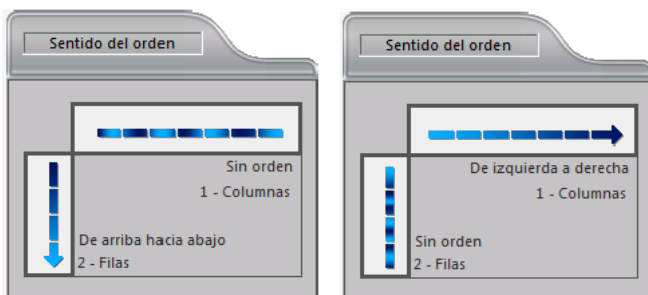 Sentido del orden
Sin orden
1 - Columnas
De arriba hacia abajo
2 - Filas
Sentido del orden
De izquierda a derecha
1 - Columnas
Sin orden
2 - Filas